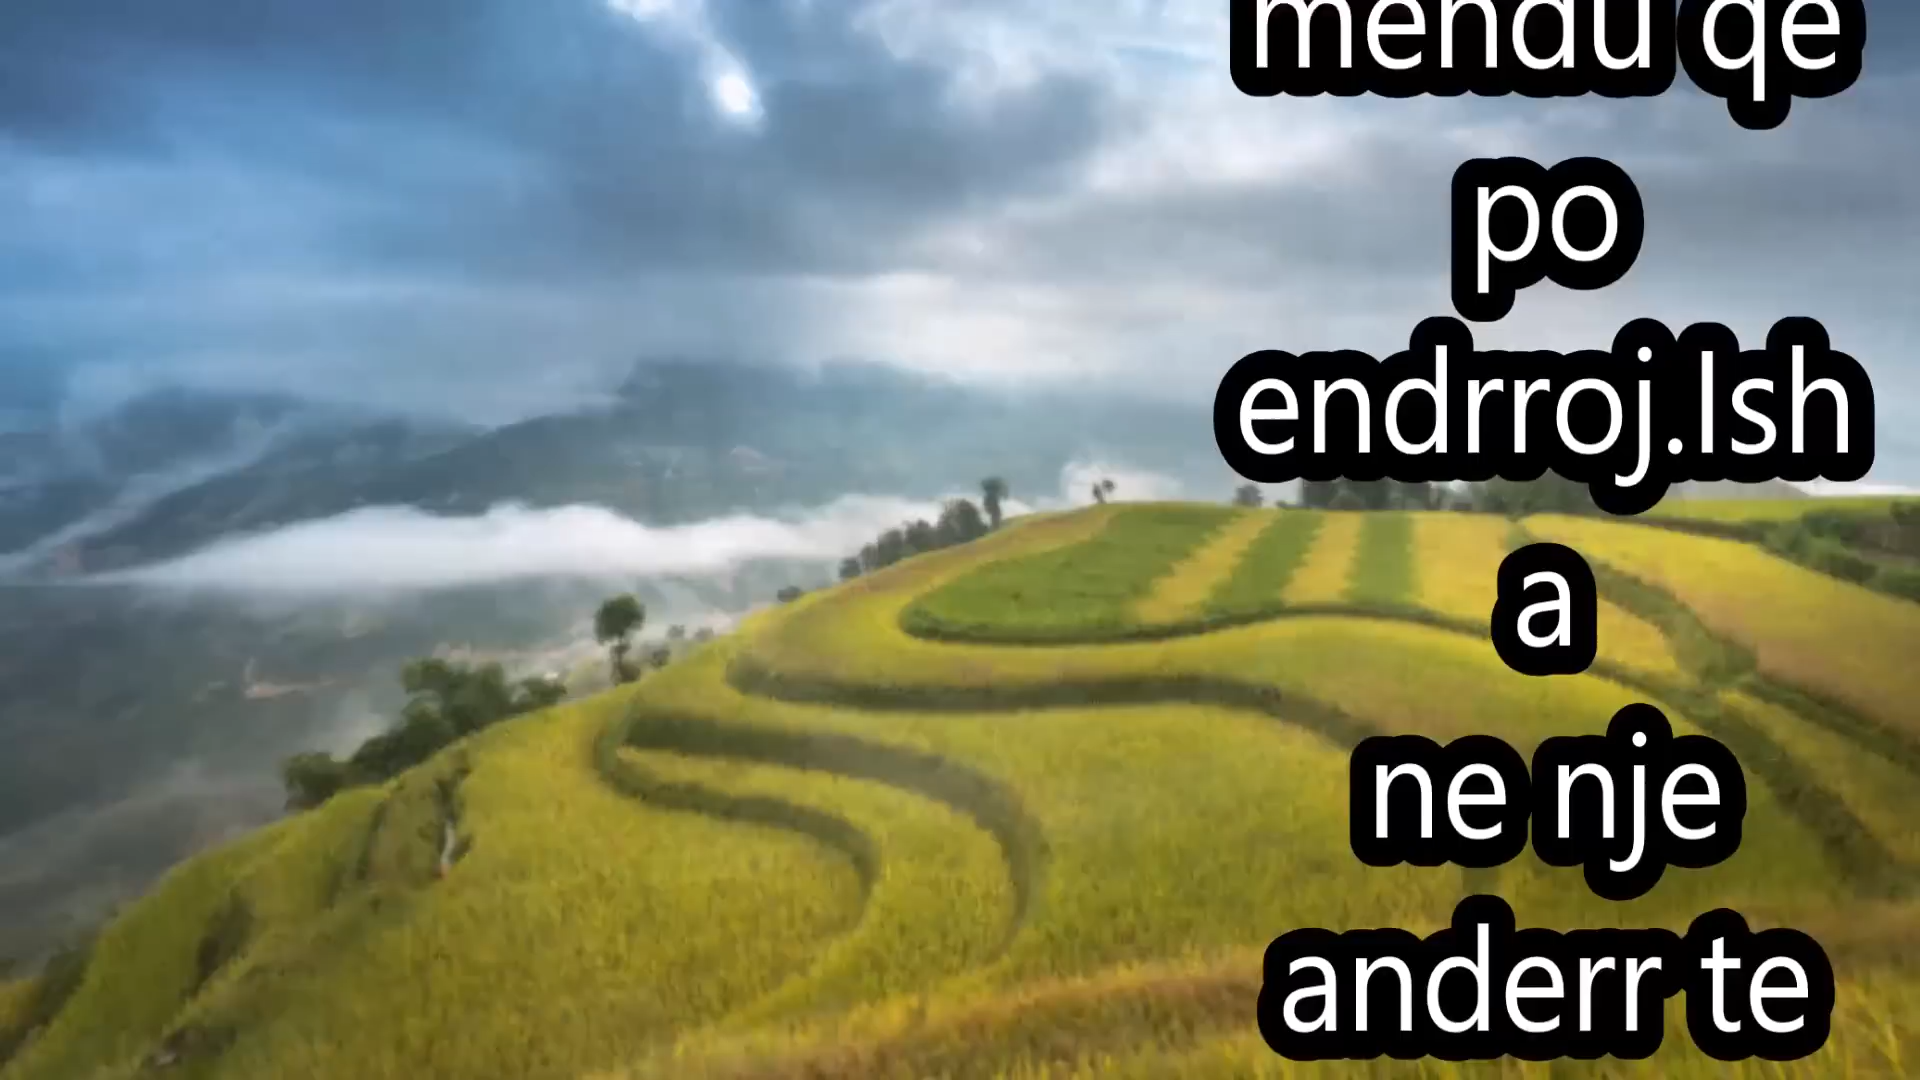 mendu qe
po
endrroj.Ish
a
ne nje
anderr te